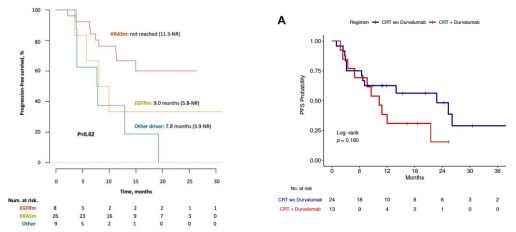 Progression-free survival, %
100
80
60
40
20
0
KRASm: not reached (11.3-NR)
EGFRm: 9.0 months (5.8-NR)
Other driver: 7.8 months (3.9-NR)
P=0.02
0 5 10 15 20 25 30
Time, months
Num. at risk.
EGFRm 8 5 2 2 2 1 1
KRASm 26 23 16 9 7 3 0
Other 9 5 2 1 0 0 0
A
Regimen CRT wo Durvalumab CRT + Durvalumab
PFS Probability
1.00
0.75
0.50
0.25
0.00
Log-rank
p = 0.180
0 6 12 18 24 30 36
Months
No. at risk
CRT wo Durvalumab 24 18 10 8 6 3 2
CRT + Durvalumab 13 9 4 3 1 0 0